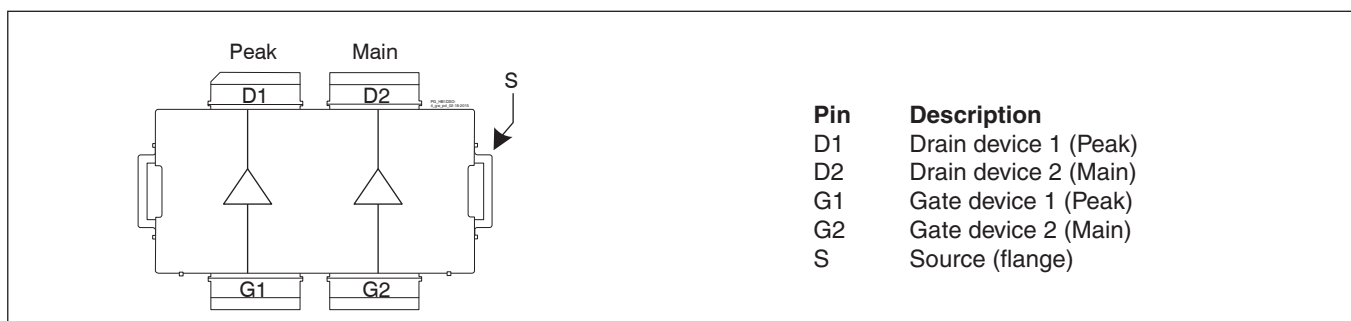 Peak Main
S
D1 D2
Pin Description
D1 Drain device 1 (Peak)
D2 Drain device 2 (Main)
G1 Gate device 1 (Peak)
G2 Gate device 2 (Main)
S Source (flange)
G1 G2